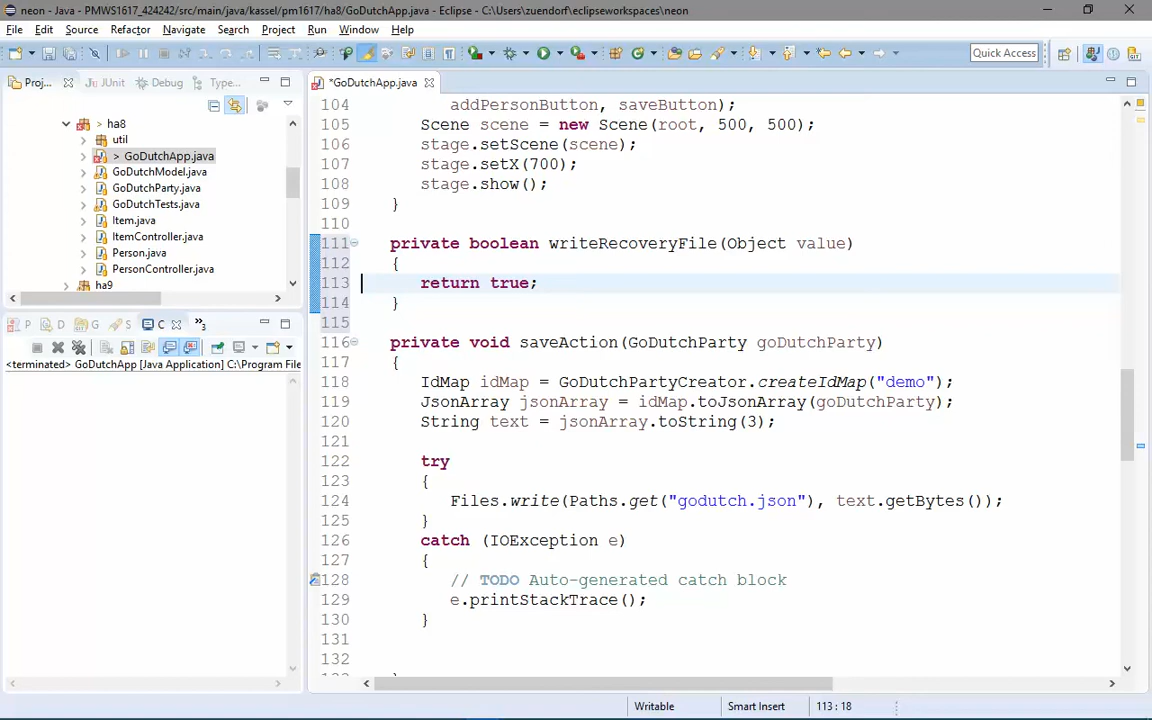 neon - Java - PMWS1617_424242/src/main/java/kassel/pm1617/ha8/GoDutchApp.java - Eclipse - C:\Users\zuendorf\eclipseworkspaces\neon
File Edit Source Refactor Navigate Search Project Run Window Help
Quick Access
Proj... JUnit Debug Type...
*GoDutchApp.java
> ha8
util
> GoDutchApp.java
GoDutchModel.java
GoDutchParty.java
GoDutchTests.java
Item.java
ItemController.java
Person.java
PersonController.java
ha9
P D G S C »3
<terminated> GoDutchApp [Java Application] C:\Program File
104 addPersonButton, saveButton);
105 Scene scene = new Scene(root, 500, 500);
106 stage.setScene(scene);
107 stage.setX(700);
108 stage.show();
109 }
110
111 private boolean writeRecoveryFile(Object value)
112 {
113 return true;
114 }
115
116 private void saveAction(GoDutchParty goDutchParty)
117 {
118 IdMap idMap = GoDutchPartyCreator.createIdMap("demo");
119 JsonArray jsonArray = idMap.toJsonArray(goDutchParty);
120 String text = jsonArray.toString(3);
121
122 try
123 {
124 Files.write(Paths.get("godutch.json"), text.getBytes());
125 }
126 catch (IOException e)
127 {
128 // TODO Auto-generated catch block
129 e.printStackTrace();
130 }
131
132
Writable Smart Insert 113 : 18